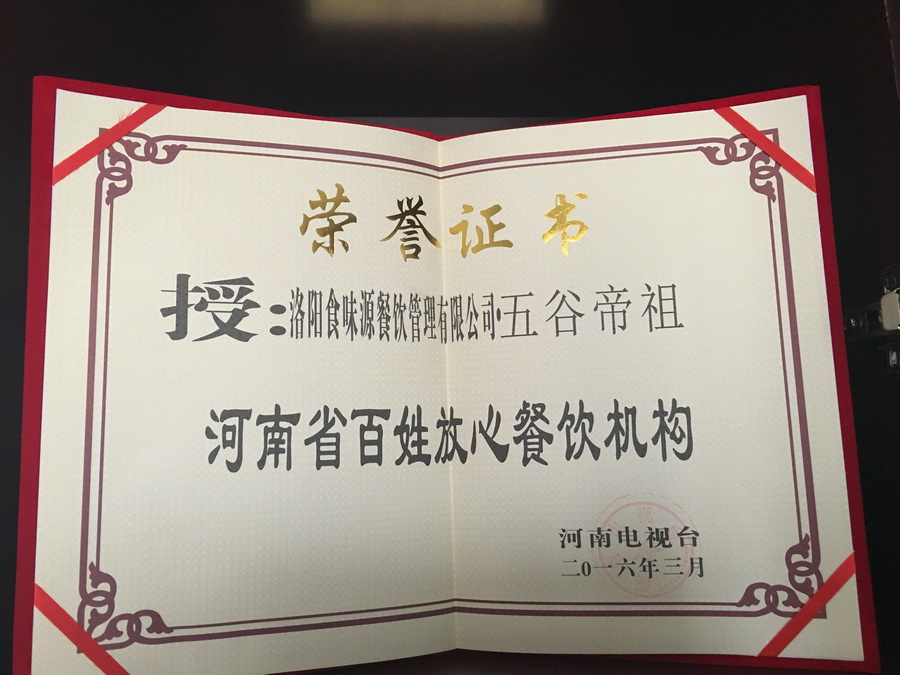 荣誉证书
授:洛阳食味源餐饮管理有限公司·五谷帝祖
河南省百姓放心餐饮机构
河南电视台
二0一六年三月